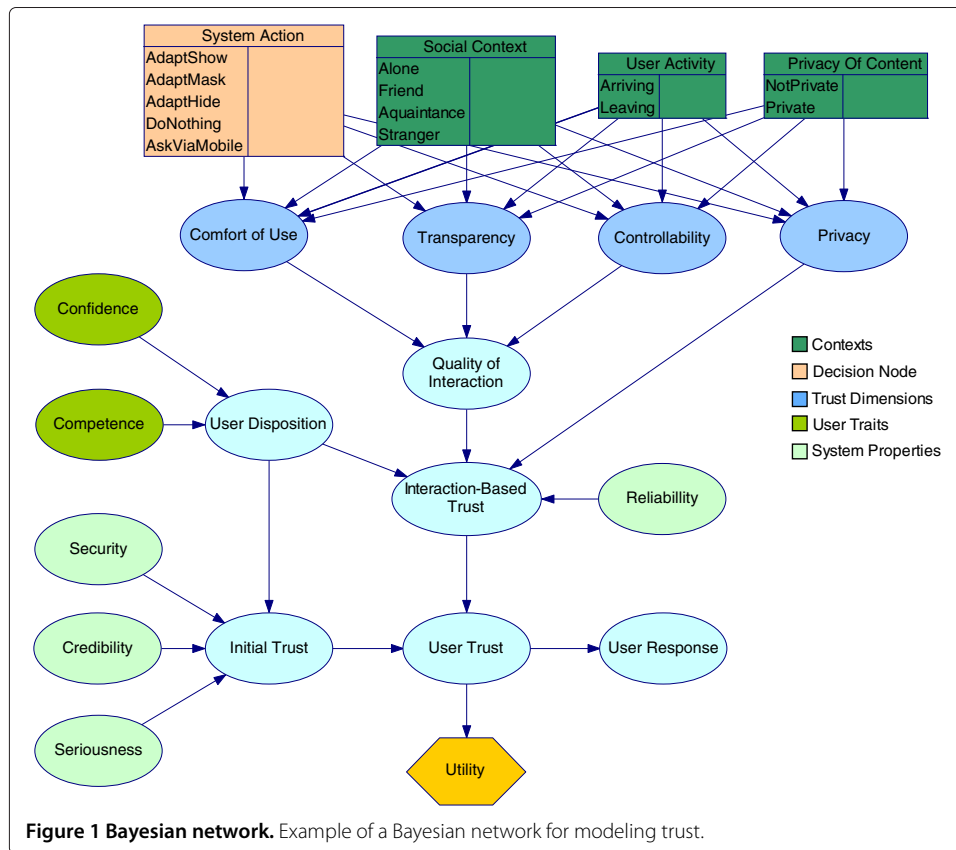 System Action
AdaptShow
AdaptMask
AdaptHide
DoNothing
AskViaMobile
Social Context
Alone
Friend
Aquaintance
Stranger
User Activity
Arriving
Leaving
Privacy Of Content
NotPrivate
Private
Comfort of Use
Transparency
Controllability
Privacy
Confidence
Quality of
Interaction
Contexts
Decision Node
Trust Dimensions
User Traits
System Properties
Competence
User Disposition
Interaction-Based
Trust
Reliabillity
Security
Credibility
Initial Trust
User Trust
User Response
Seriousness
Utility
Figure 1 Bayesian network. Example of a Bayesian network for modeling trust.